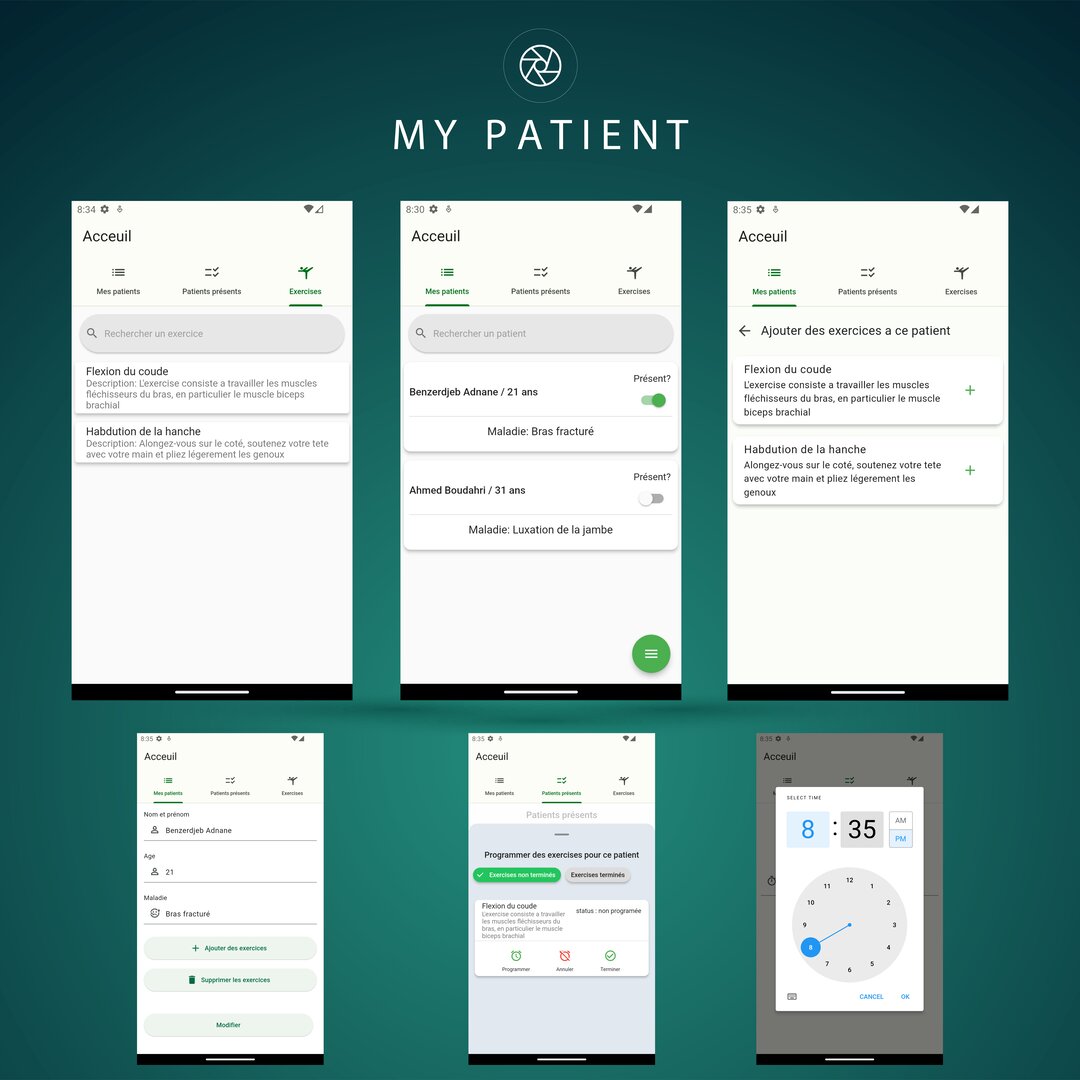 MY PATIENT
8:34
Acceuil
Mes patients
Patients présents
Exercises
Rechercher un exercice
Flexion du coude
Description: L'exercise consiste a travailler les muscles
fléchisseurs du bras, en particulier le muscle biceps
brachial
Habdution de la hanche
Description: Alongez-vous sur le coté, soutenez votre tete
avec votre main et pliez légerement les genoux
8:30
Acceuil
Mes patients
Patients présents
Exercises
Rechercher un patient
Présent?
Benzerdjeb Adnane / 21 ans
Maladie: Bras fracturé
Présent?
Ahmed Boudahri / 31 ans
Maladie: Luxation de la jambe
8:35
Acceuil
Mes patients
Patients présents
Exercises
Ajouter des exercices a ce patient
Flexion du coude
L'exercise consiste a travailler les muscles
fléchisseurs du bras, en particulier le muscle
biceps brachial
Habdution de la hanche
Alongez-vous sur le coté, soutenez votre tete
avec votre main et pliez légerement les
genoux
8:35
Acceuil
Mes patients
Patients présents
Exercises
Nom et prénom
Benzerdjeb Adnane
Age
21
Maladie
Bras fracturé
Ajouter des exercices
Supprimer les exercices
Modifier
8:35
Acceuil
Mes patients
Patients présents
Exercises
Patients présents
Programmer des exercises pour ce patient
Exercises non terminés
Exercises terminés
Flexion du coude
status : non programée
L'exercise consiste a travailler
les muscles fléchisseurs du
bras, en particulier le muscle
biceps brachial
Programmer
Annuler
Terminer
8:35
Acceuil
SELECT TIME
8 : 35
AM
PM
12
1
2
3
4
5
6
7
8
9
10
11
CANCEL
OK